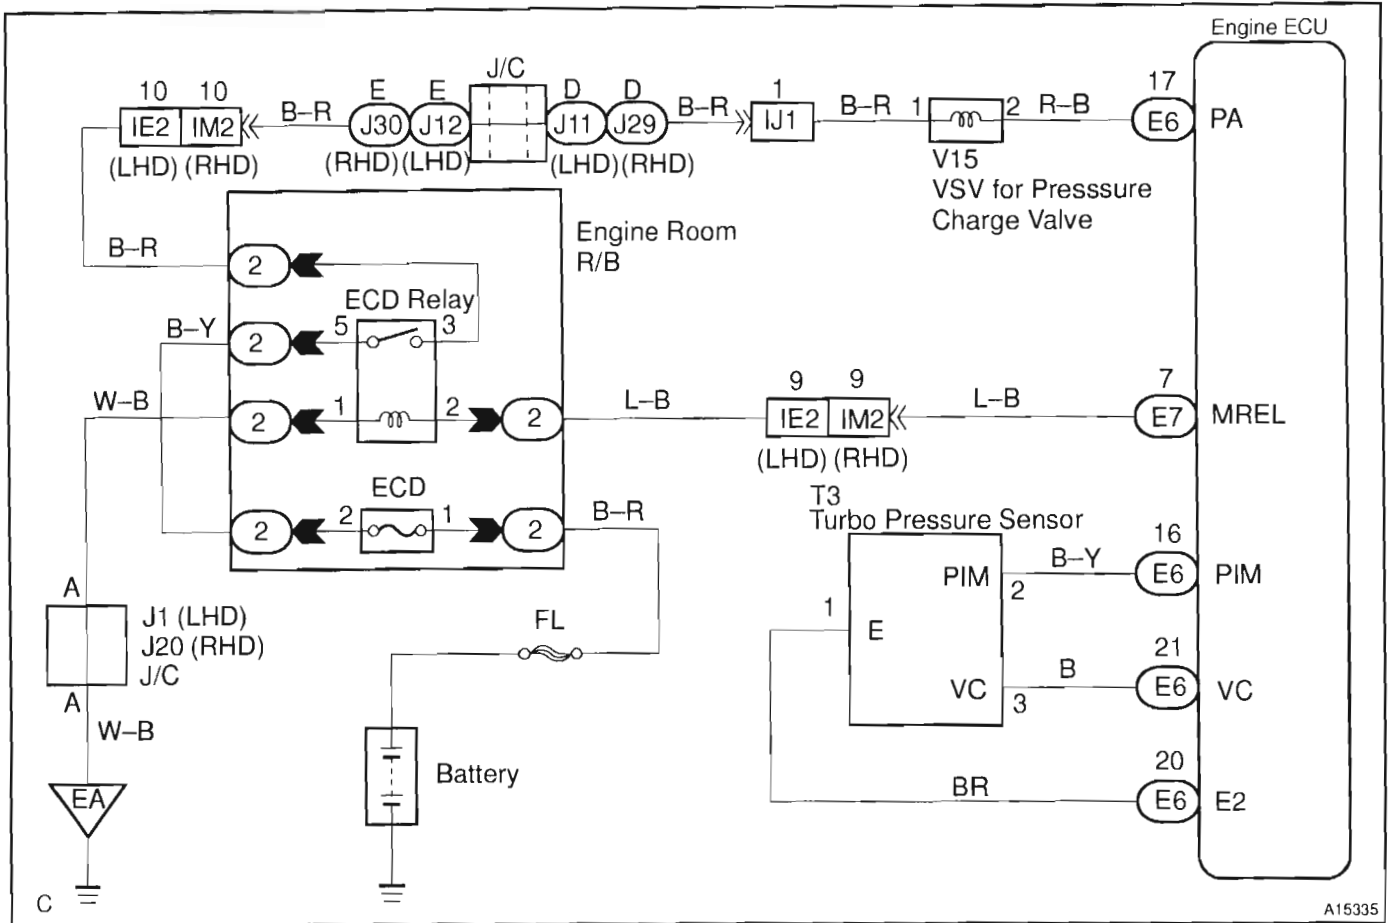 Engine ECU
J/C
10 10
B–R
E E
D D
B–R
1
B–R 1
2 R–B
17
IE2 IM2
J30 J12
J11 J29
IJ1
E6
PA
(LHD) (RHD)
(RHD) (LHD)
(LHD) (RHD)
V15
VSV for Presssure
Charge Valve
Engine Room
R/B
B–R
2
ECD Relay
B–Y
2
5 3
W–B
2
1 2
2
L–B
9 9
IE2 IM2
(LHD) (RHD)
L–B
7
E7
MREL
ECD
2
2 1
2
B–R
T3
Turbo Pressure Sensor
PIM
2
B–Y
16
E6
PIM
1
E
VC
3
B
21
E6
VC
BR
20
E6
E2
A
J1 (LHD)
J20 (RHD)
J/C
A
W–B
EA
FL
Battery
C
A15335